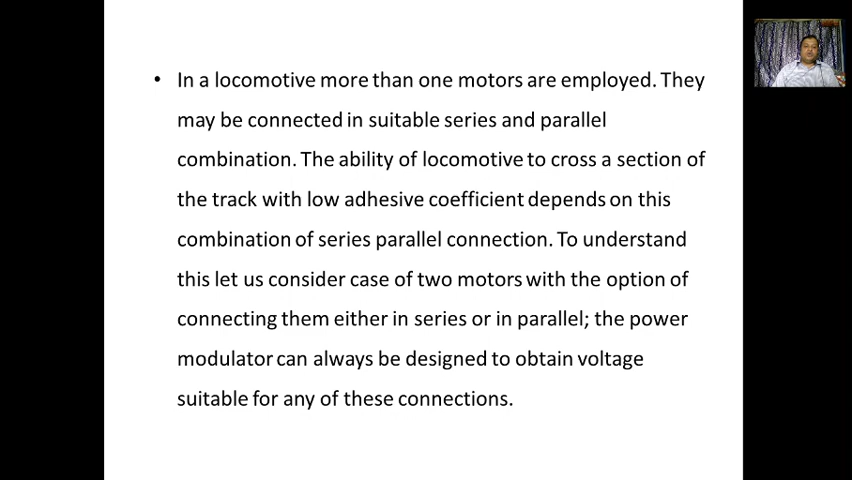 • In a locomotive more than one motors are employed. They
may be connected in suitable series and parallel
combination. The ability of locomotive to cross a section of
the track with low adhesive coefficient depends on this
combination of series parallel connection. To understand
this let us consider case of two motors with the option of
connecting them either in series or in parallel; the power
modulator can always be designed to obtain voltage
suitable for any of these connections.